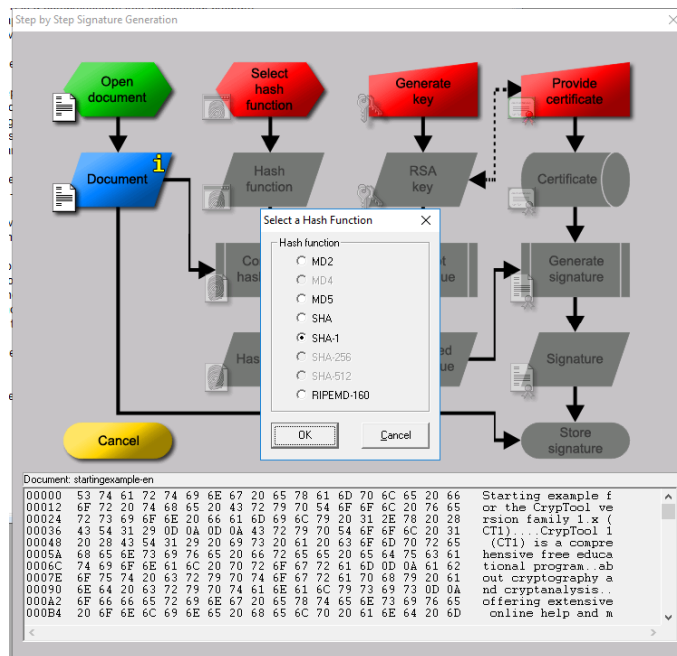 Step by Step Signature Generation
Open
document
Select
hash
function
Generate
key
Provide
certificate
Document
i
Hash
function
RSA
key
Certificate
Generate
signature
Signature
Store
signature
Cancel
Select a Hash Function
Hash function
MD2
MD4
MD5
SHA
SHA-1
SHA-256
SHA-512
RIPEMD-160
OK
Cancel
Document: startingexample-en
00000 53 74 61 72 74 69 6E 67 20 65 78 61 6D 70 6C 65 20 66 Starting example f
00012 6F 72 20 74 68 65 20 43 72 79 70 54 6F 6F 6C 20 76 65 or the CrypTool ve
00024 72 73 69 6F 6E 20 66 61 6D 69 6C 79 20 31 2E 78 20 28 rsion family 1.x (
00036 43 54 31 29 0D 0A 0D 0A 43 72 79 70 54 6F 6F 6C 20 31 CT1)....CrypTool 1
00048 20 28 43 54 31 29 20 69 73 20 61 20 63 6F 6D 70 72 65 (CT1) is a compre
0005A 68 65 6E 73 69 76 65 20 66 72 65 65 20 65 64 75 63 61 hensive free educa
0006C 74 69 6F 6E 61 6C 20 70 72 6F 67 72 61 6D 0D 0A 61 62 tional program..ab
0007E 6F 75 74 20 63 72 79 70 74 6F 67 72 61 70 68 79 20 61 out cryptography a
00090 6E 64 20 63 72 79 70 74 61 6E 61 6C 79 73 69 73 0D 0A nd cryptanalysis..
000A2 6F 66 66 65 72 69 6E 67 20 65 78 74 65 6E 73 69 76 65 offering extensive
000B4 20 6F 6E 6C 69 6E 65 20 68 65 6C 70 20 61 6E 64 20 6D online help and m